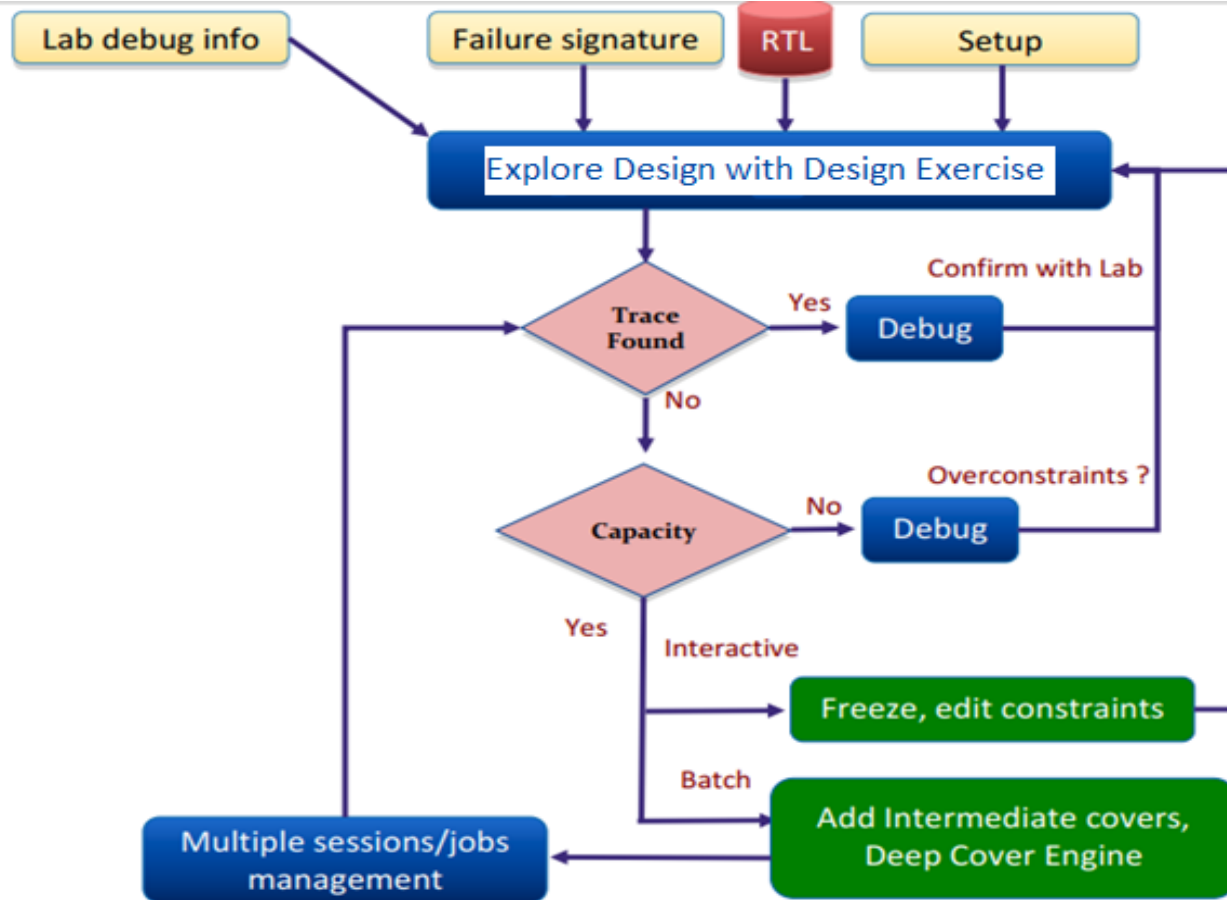 Lab debug info
Failure signature
RTL
Setup
Explore Design with Design Exercise
Confirm with Lab
Trace
Found
Yes
Debug
No
Overconstraints ?
Capacity
No
Debug
Yes
Interactive
Freeze, edit constraints
Batch
Add Intermediate covers,
Deep Cover Engine
Multiple sessions/jobs
management